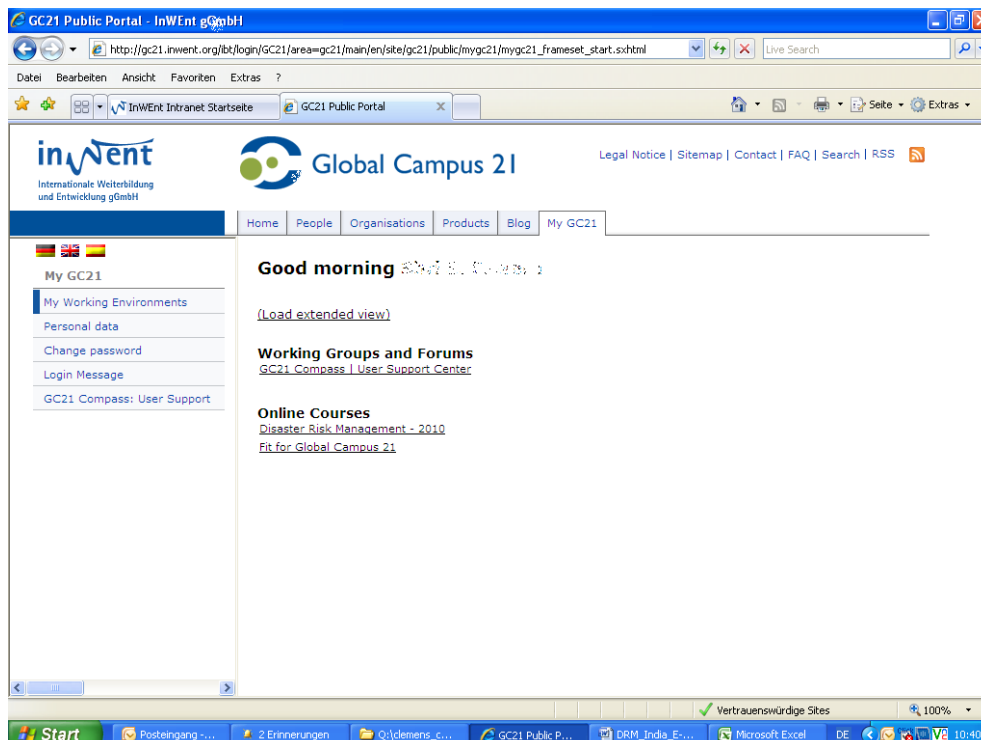 GC21 Public Portal - InWEnt gGmbH
http://gc21.inwent.org/ibt/login/GC21/area=gc21/main/en/site/gc21/public/mygc21/mygc21_frameset_start.sxhtml
Live Search
Datei Bearbeiten Ansicht Favoriten Extras ?
InWEnt Intranet Startseite
GC21 Public Portal
Seite
Extras
inwent
Internationale Weiterbildung
und Entwicklung gGmbH
Global Campus 21
Legal Notice | Sitemap | Contact | FAQ | Search | RSS
Home People Organisations Products Blog My GC21
My GC21
My Working Environments
Personal data
Change password
Login Message
GC21 Compass: User Support
Good morning
(Load extended view)
Working Groups and Forums
GC21 Compass | User Support Center
Online Courses
Disaster Risk Management - 2010
Fit for Global Campus 21
Vertrauenswürdige Sites
100%
Start
Posteingang -...
2 Erinnerungen
Q:\clemens_c...
GC21 Public P...
DRM_India_E-...
Microsoft Excel
DE
10:40